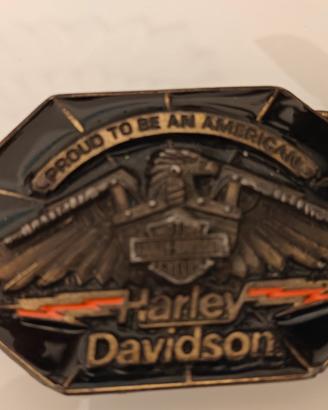 PROUD TO BE AN AMERICAN
Harley
Davidson